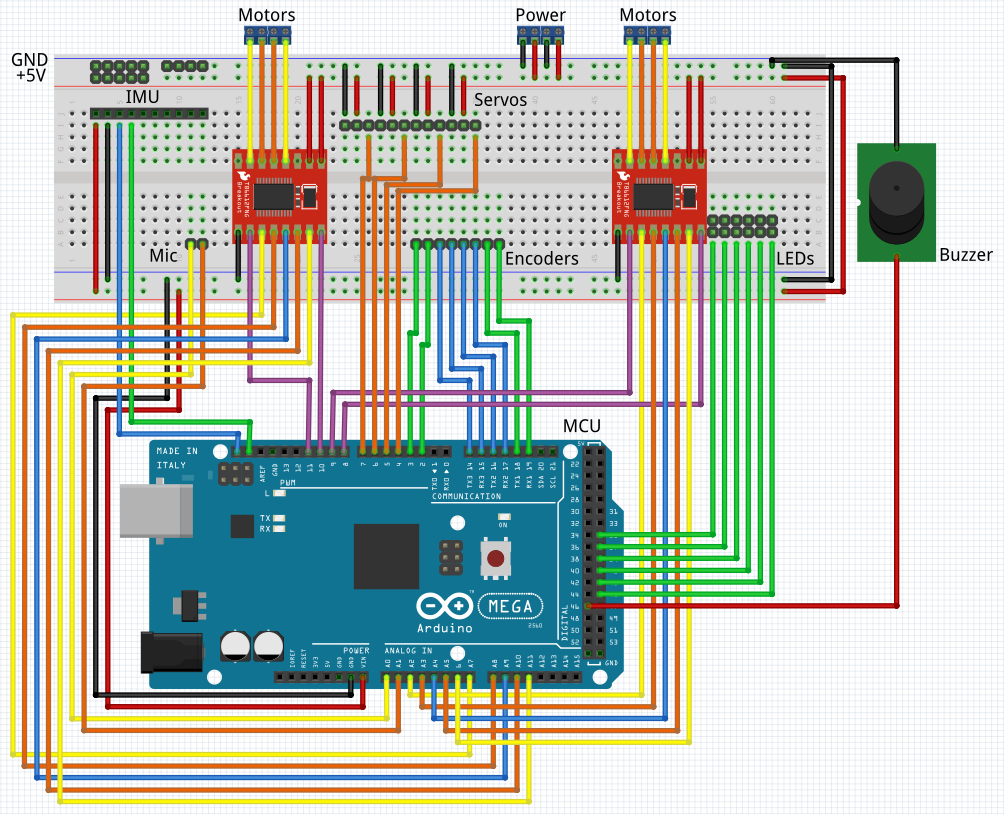 Motors
Power
Motors
GND
+5V
IMU
Servos
Mic
Encoders
LEDs
Buzzer
MCU
MADE IN
ITALY
AREF
GND
13
12
11
10
9
8
7
6
5
4
3
2
TX0 1
RX0 0
TX3 14
RX3 15
TX2 16
RX2 17
TX1 18
RX1 19
SDA 20
SCL 21
PWM
COMMUNICATION
L
TX
RX
ON
5V
22
24
26
28
30
31
32
33
34
36
38
40
42
44
46
48
49
50
51
52
53
GND
DIGITAL
MEGA
2560
Arduino
TM
POWER
ANALOG IN
IOREF
RESET
3V3
5V
GND
GND
VIN
A0
A1
A2
A3
A4
A5
6
A7
A8
A9
A10
A11
A12
A13
A14
A15